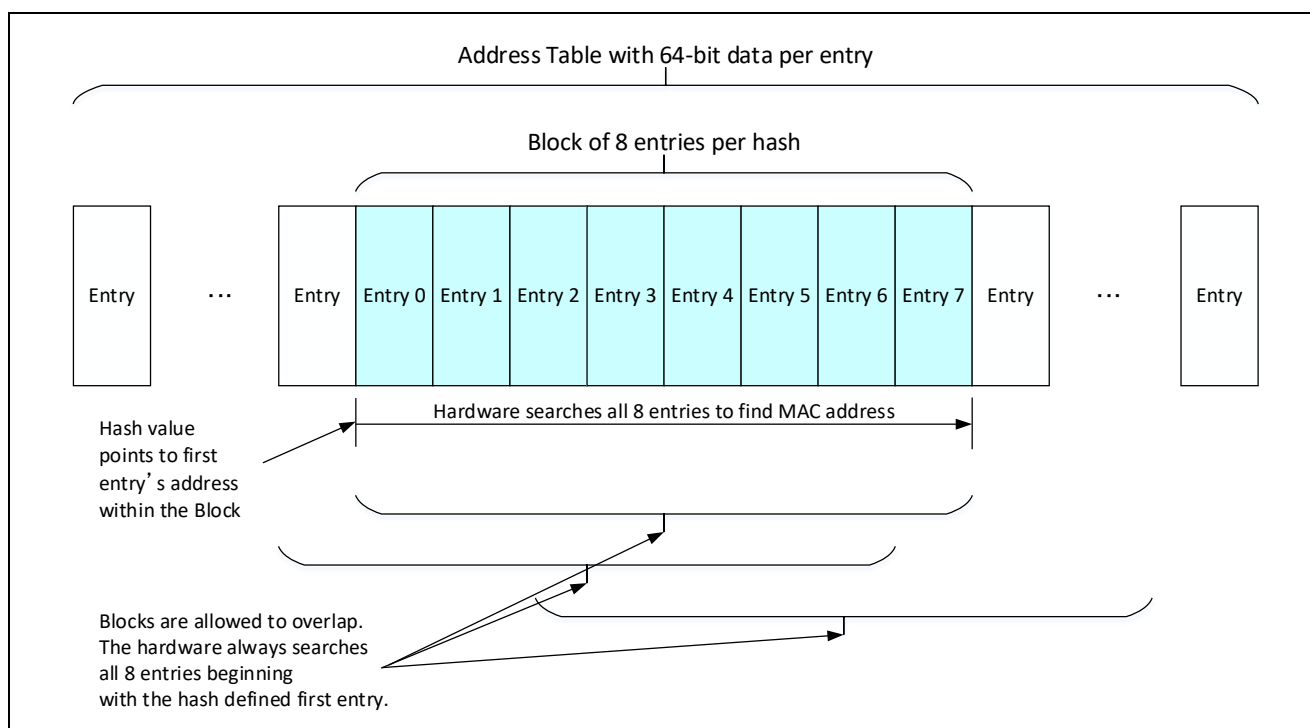 Address Table with 64-bit data per entry
Block of 8 entries per hash
Entry ... Entry Entry 0 Entry 1 Entry 2 Entry 3 Entry 4 Entry 5 Entry 6 Entry 7 Entry ... Entry
Hardware searches all 8 entries to find MAC address
Hash value
points to first
entry's address
within the Block
Blocks are allowed to overlap.
The hardware always searches
all 8 entries beginning
with the hash defined first entry.